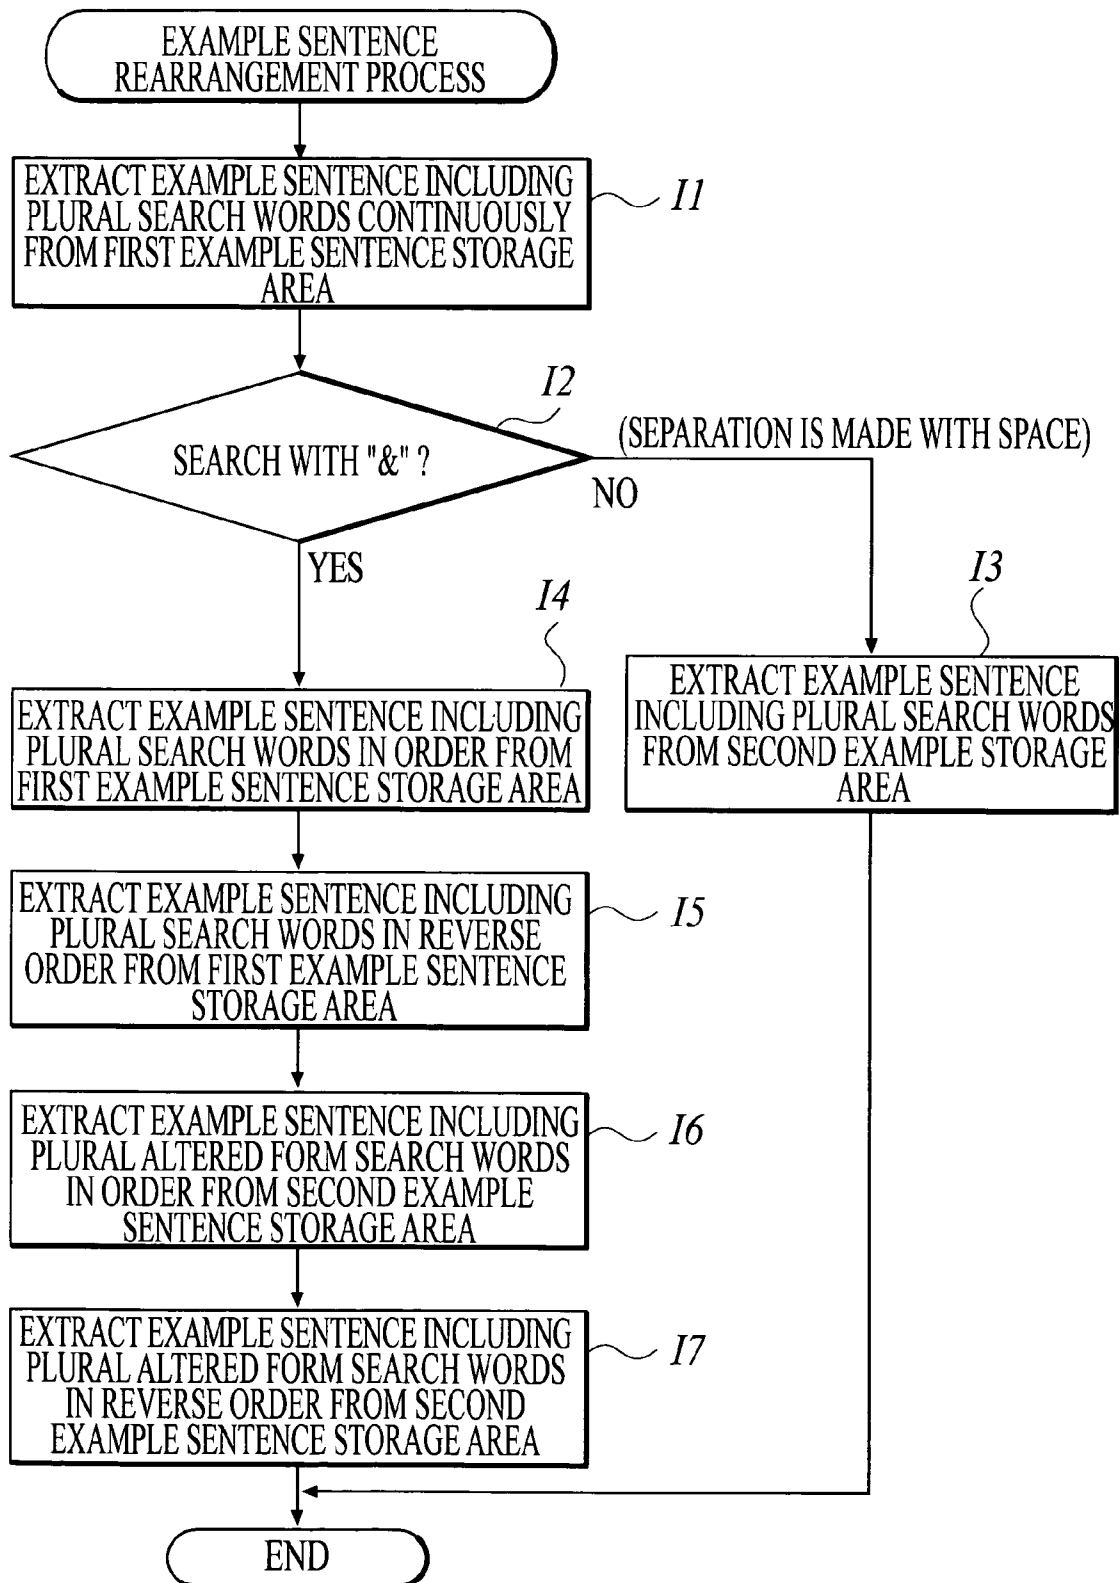 EXAMPLE SENTENCE
REARRANGEMENT PROCESS
EXTRACT EXAMPLE SENTENCE INCLUDING
PLURAL SEARCH WORDS CONTINUOUSLY
FROM FIRST EXAMPLE SENTENCE STORAGE
AREA
I1
I2
SEARCH WITH "&" ?
(SEPARATION IS MADE WITH SPACE)
NO
YES
I4
EXTRACT EXAMPLE SENTENCE INCLUDING
PLURAL SEARCH WORDS IN ORDER FROM
FIRST EXAMPLE SENTENCE STORAGE AREA
I3
EXTRACT EXAMPLE SENTENCE
INCLUDING PLURAL SEARCH WORDS
FROM SECOND EXAMPLE STORAGE
AREA
EXTRACT EXAMPLE SENTENCE INCLUDING
PLURAL SEARCH WORDS IN REVERSE
ORDER FROM FIRST EXAMPLE SENTENCE
STORAGE AREA
I5
EXTRACT EXAMPLE SENTENCE INCLUDING
PLURAL ALTERED FORM SEARCH WORDS
IN ORDER FROM SECOND EXAMPLE
SENTENCE STORAGE AREA
I6
EXTRACT EXAMPLE SENTENCE INCLUDING
PLURAL ALTERED FORM SEARCH WORDS
IN REVERSE ORDER FROM SECOND
EXAMPLE SENTENCE STORAGE AREA
I7
END